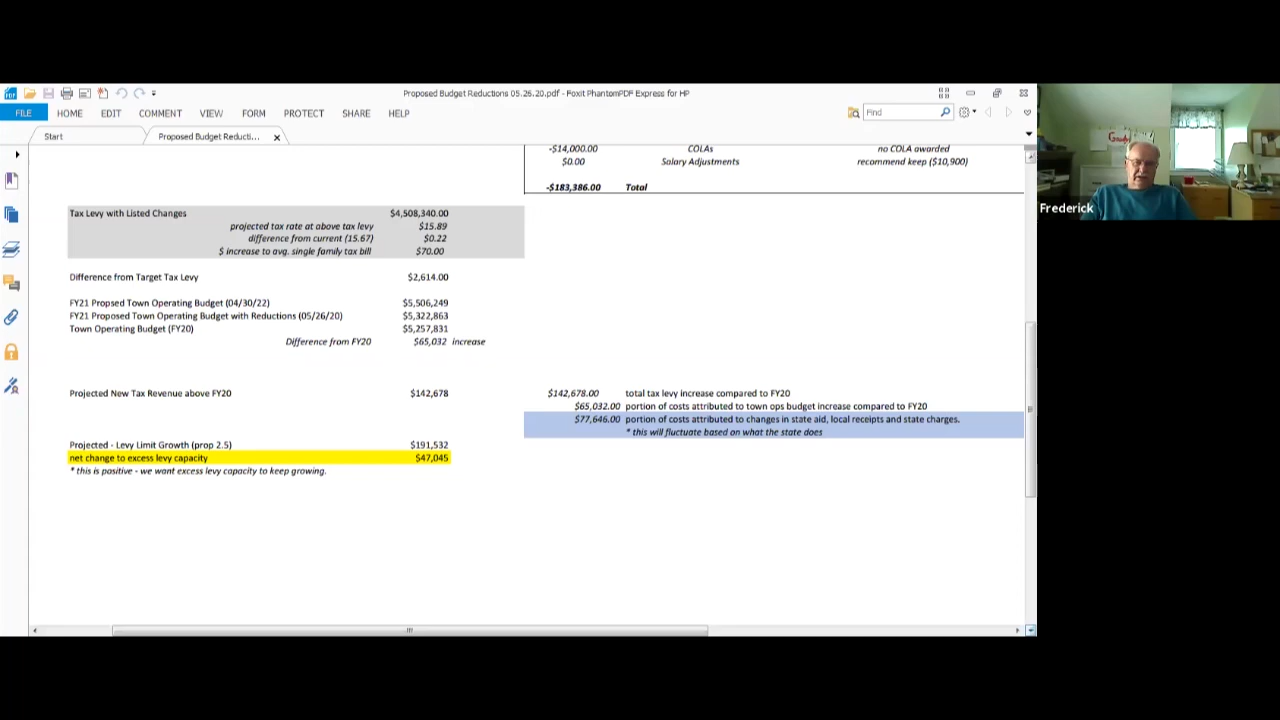 Proposed Budget Reductions 05.26.20.pdf - Foxit PhantomPDF Express for HP
FILE HOME EDIT COMMENT VIEW FORM PROTECT SHARE HELP
Find
Start Proposed Budget Reducti...
-$14,000.00 COLAs no COLA awarded
$0.00 Salary Adjustments recommend keep ($10,900)
-$183,386.00 Total
Tax Levy with Listed Changes $4,508,340.00
projected tax rate at above tax levy $15.89
difference from current (15.67) $0.22
$ increase to avg. single family tax bill $70.00
Difference from Target Tax Levy $2,614.00
FY21 Propsed Town Operating Budget (04/30/22) $5,506,249
FY21 Proposed Town Operating Budget with Reductions (05/26/20) $5,322,863
Town Operating Budget (FY20) $5,257,831
Difference from FY20 $65,032 increase
Projected New Tax Revenue above FY20 $142,678 $142,678.00 total tax levy increase compared to FY20
$65,032.00 portion of costs attributed to town ops budget increase compared to FY20
$77,646.00 portion of costs attributed to changes in state aid, local receipts and state charges.
* this will fluctuate based on what the state does
Projected - Levy Limit Growth (prop 2.5) $191,532
net change to excess levy capacity $47,045
* this is positive - we want excess levy capacity to keep growing.
Frederick